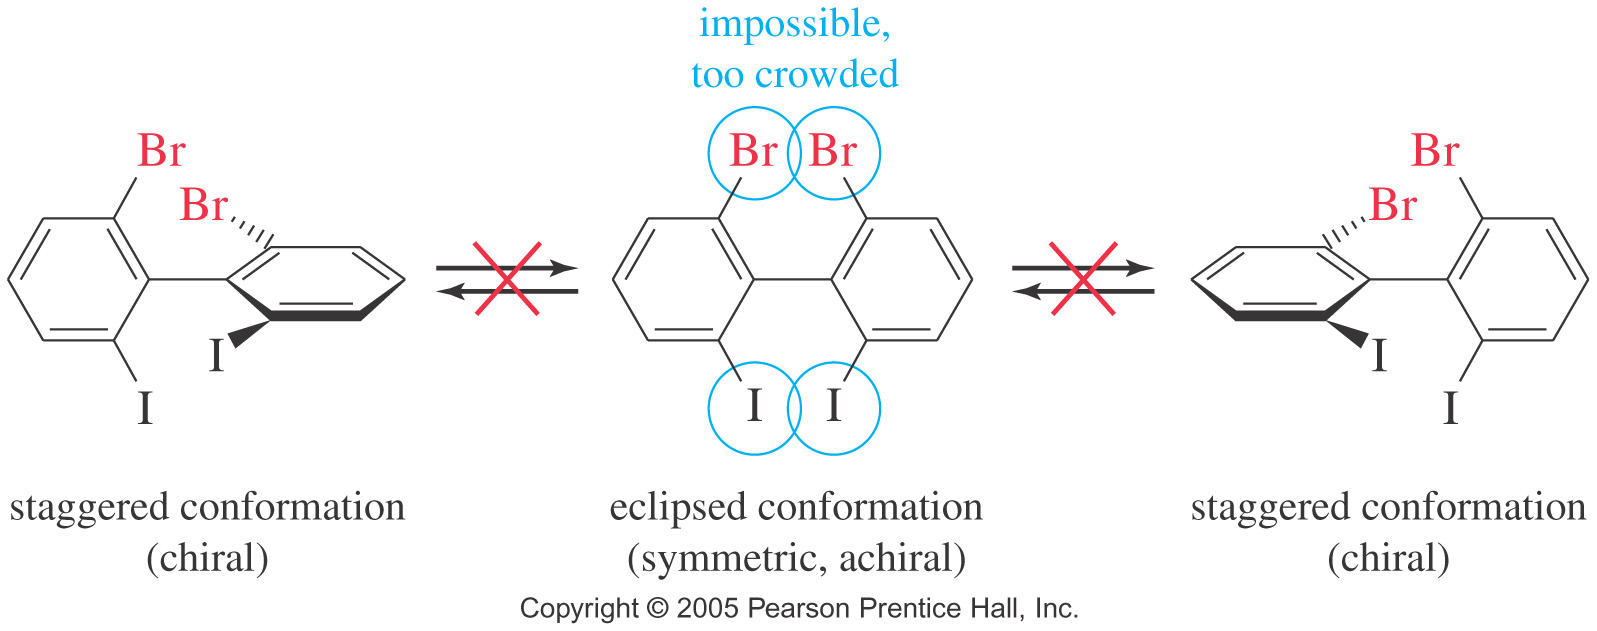 impossible,
too crowded
Br
Br
I
I
Br Br
I I
Br
Br
I
I
staggered conformation
(chiral)
eclipsed conformation
(symmetric, achiral)
staggered conformation
(chiral)
Copyright © 2005 Pearson Prentice Hall, Inc.